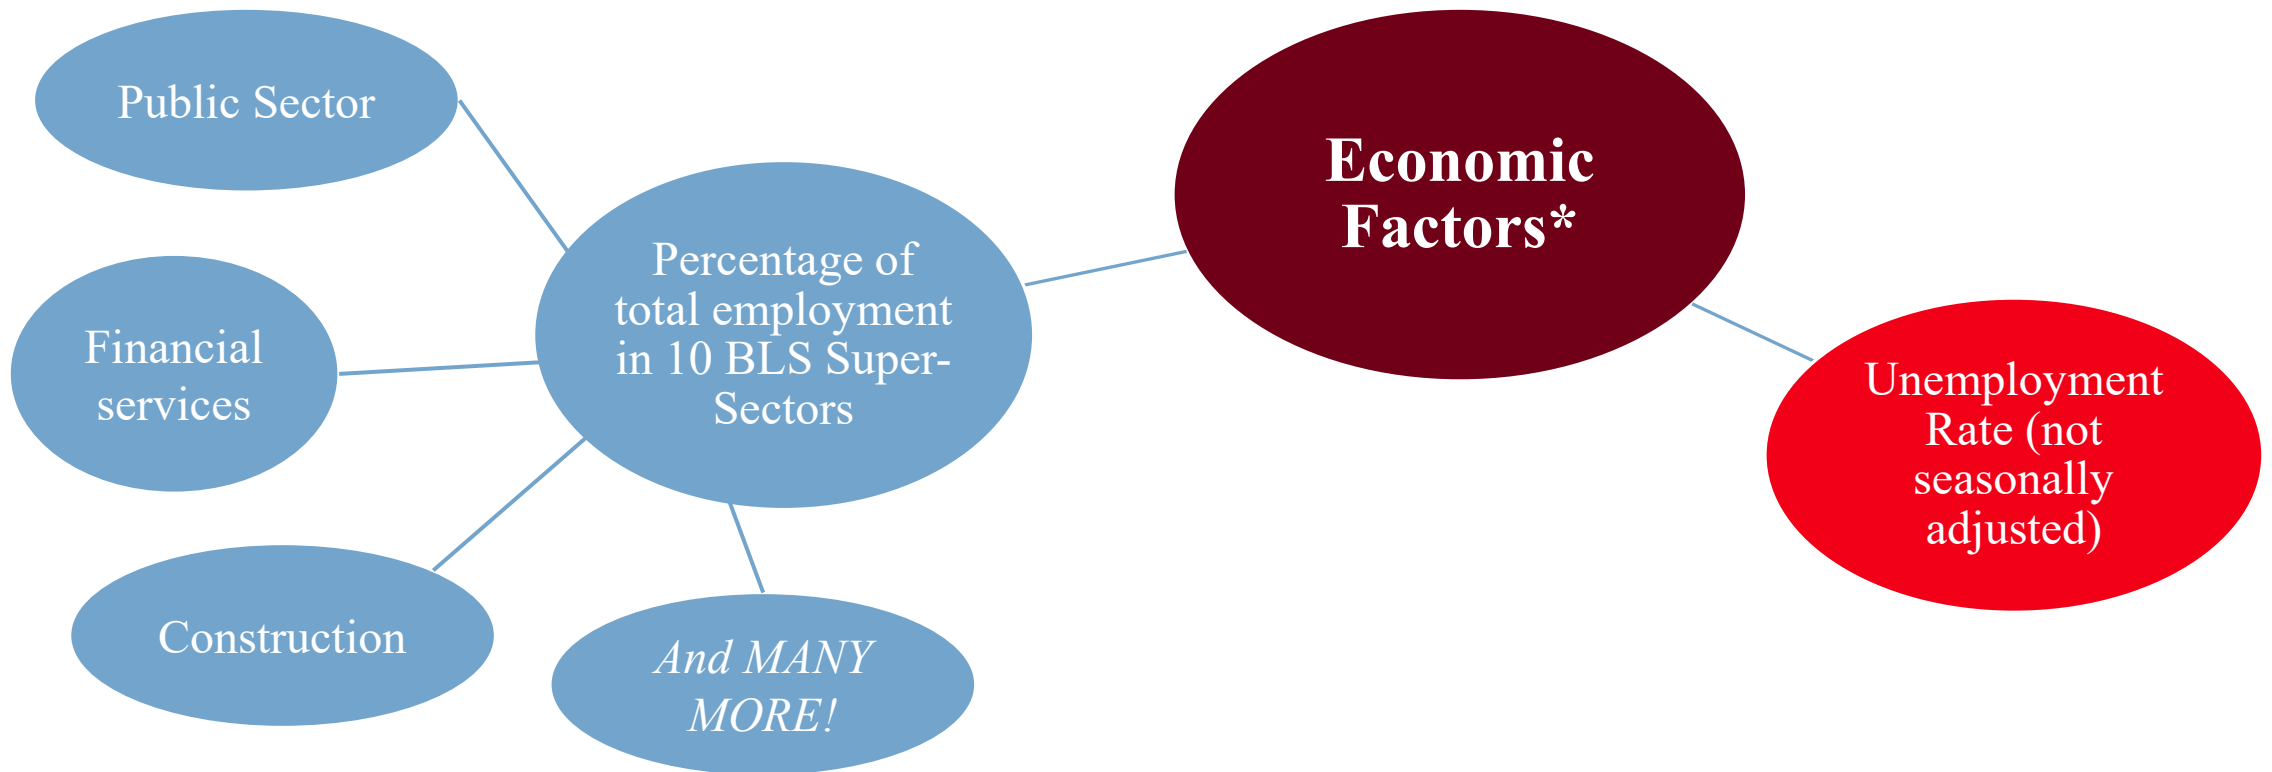 Public Sector
Economic
Factors*
Percentage of
total employment
in 10 BLS Super-
Sectors
Financial
services
Unemployment
Rate (not
seasonally
adjusted)
Construction
And MANY
MORE!